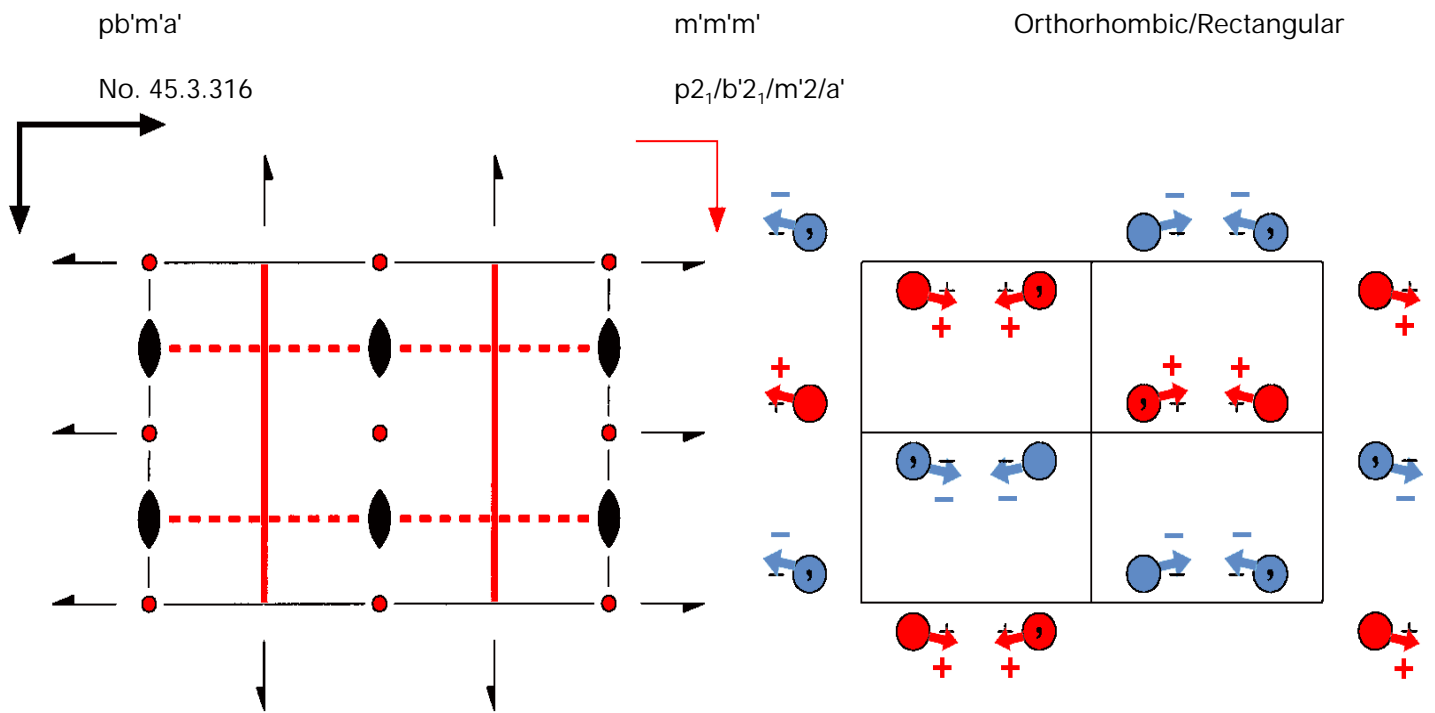 pb'm'a' m'm'm' Orthorhombic/Rectangular
No. 45.3.316 p2₁/b'2₁/m'2/a'